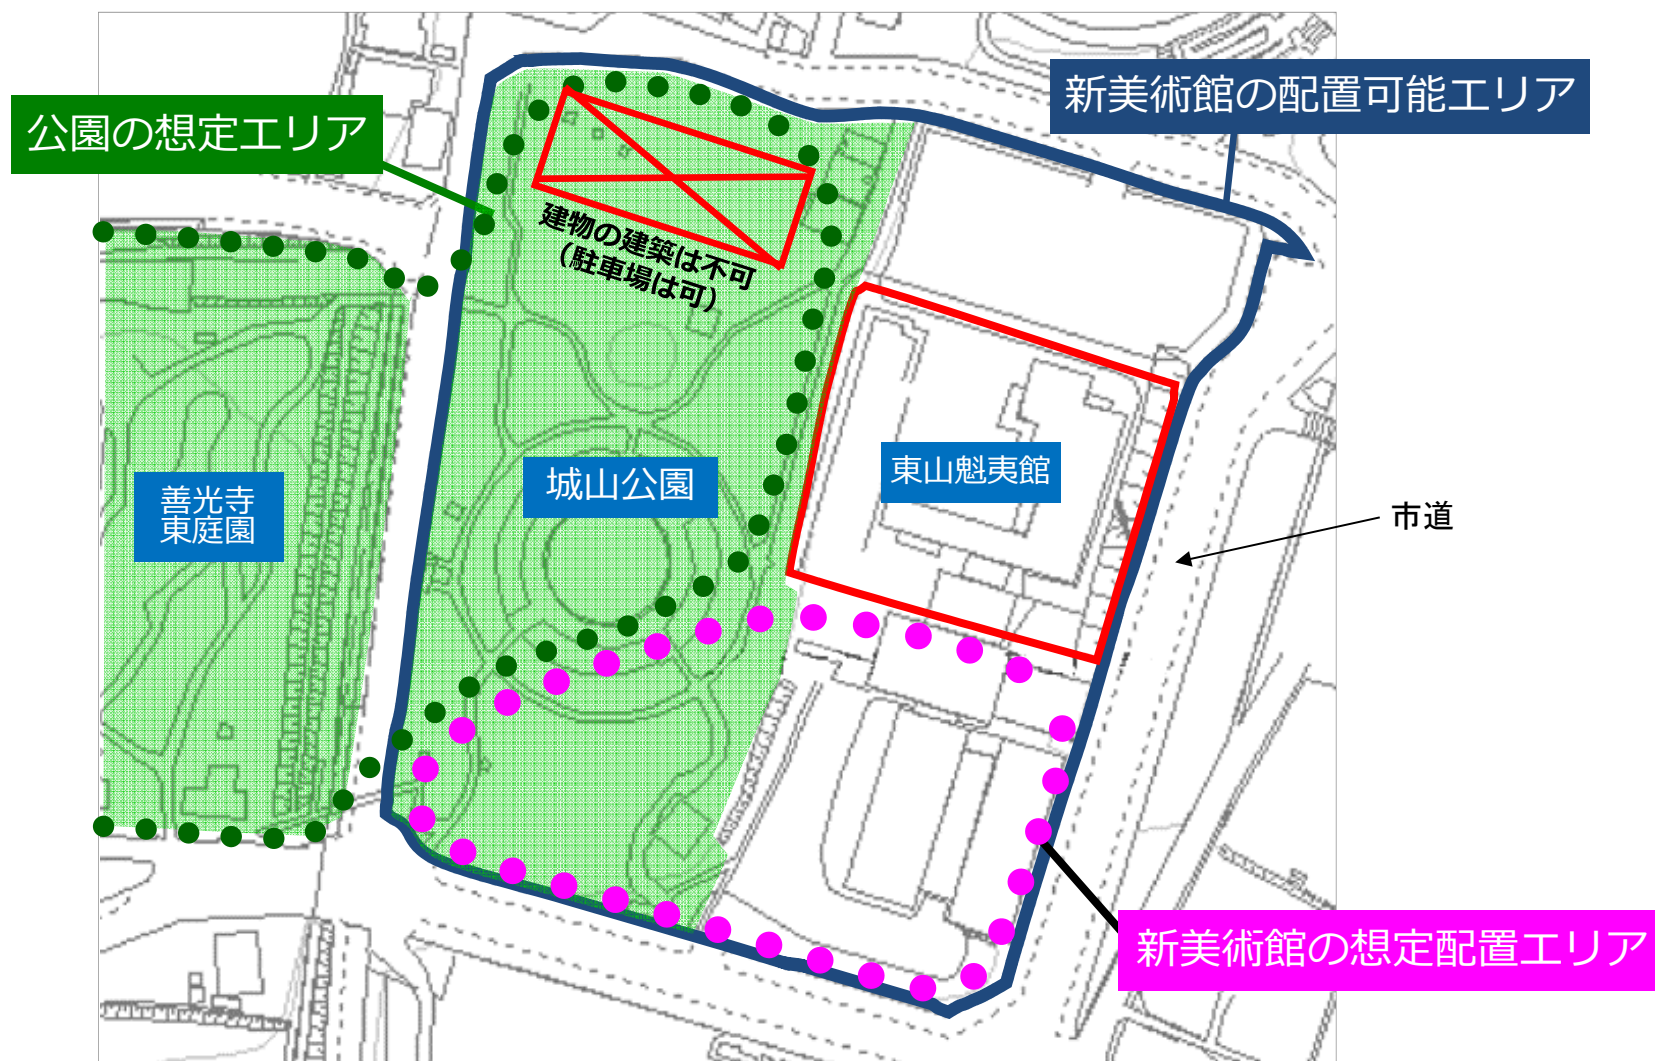 新美術館の配置可能エリア
公園の想定エリア
建物の建築は不可
（駐車場は可）
東山魁夷館
城山公園
善光寺
東庭園
市道
新美術館の想定配置エリア